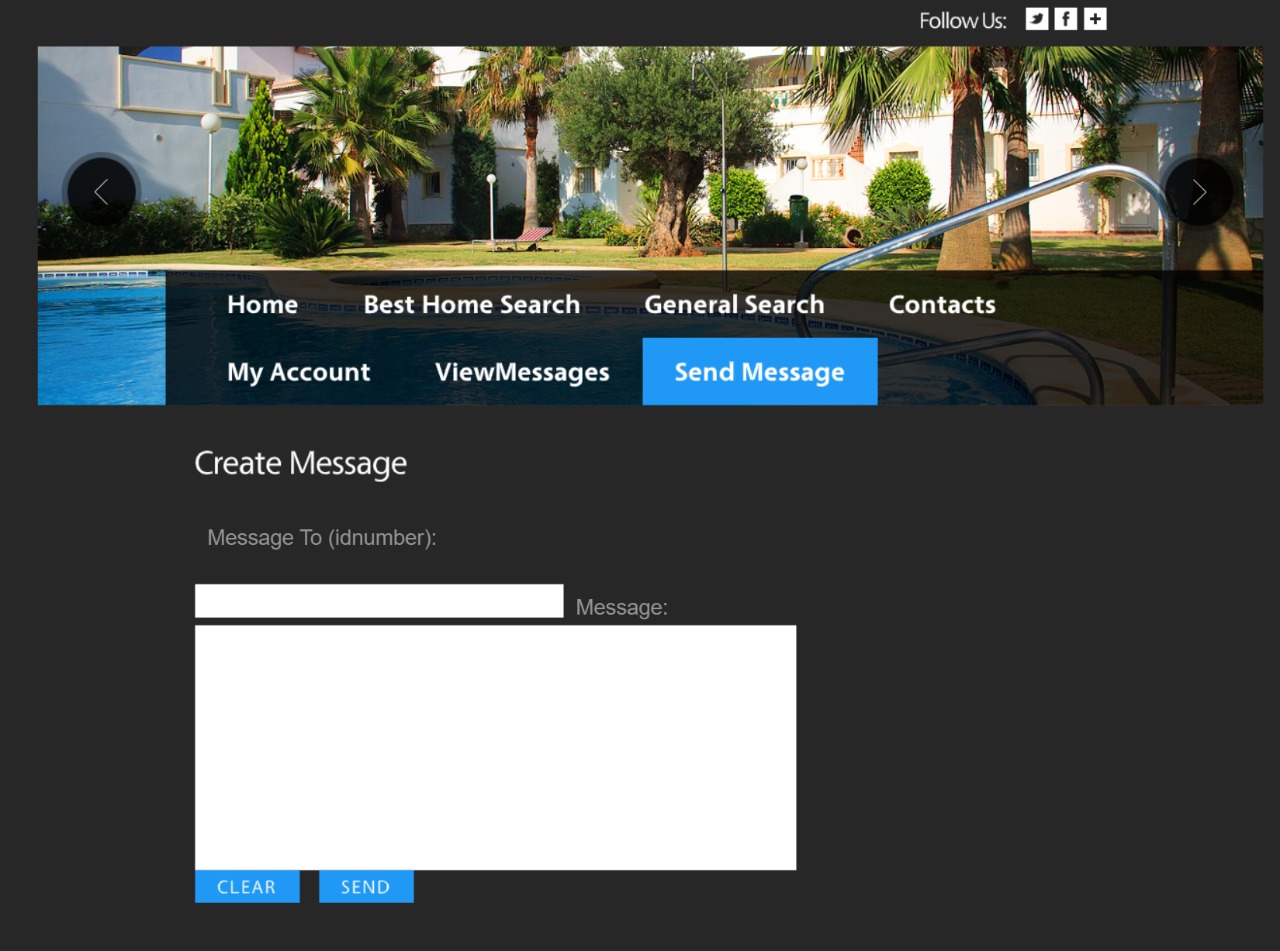 Follow Us:
Home Best Home Search General Search Contacts
My Account ViewMessages Send Message
Create Message
Message To (idnumber):
Message:
CLEAR SEND